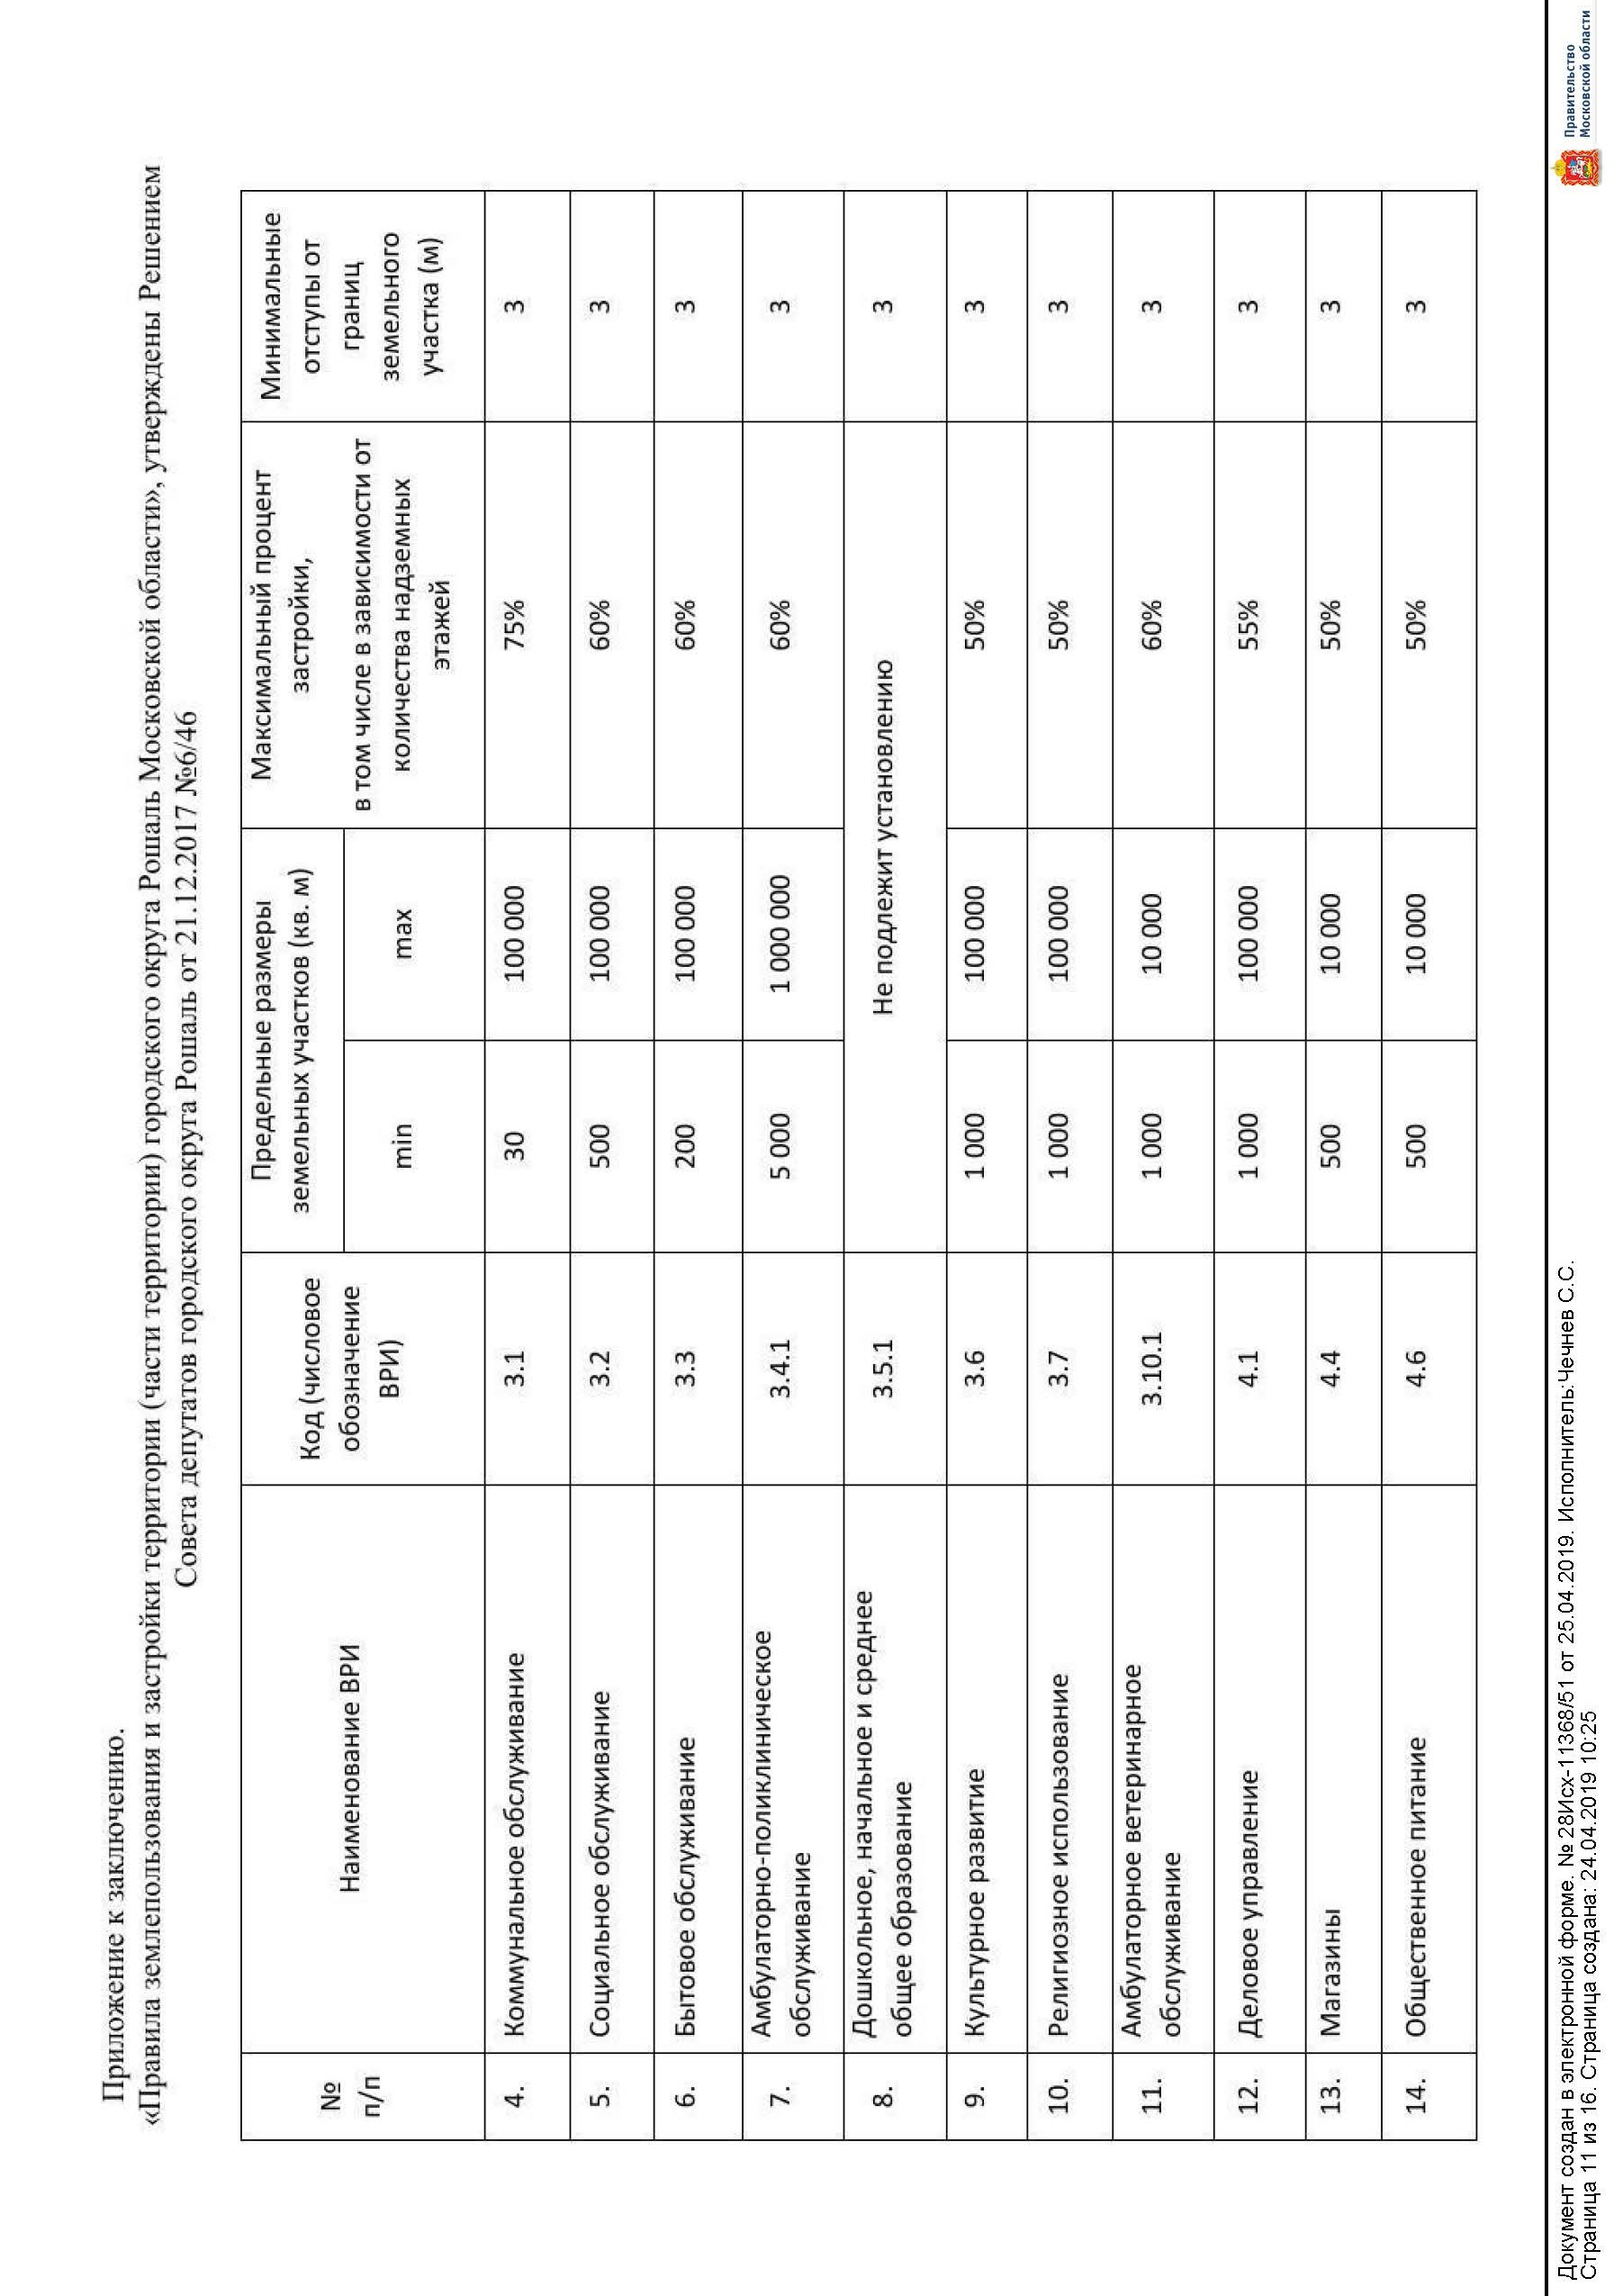 Приложение к заключению.
«Правила землепользования и застройки территории (части территории) городского округа Рошаль Московской области», утверждены Решением
Совета депутатов городского округа Рошаль от 21.12.2017 №6/46
№
п/п
Наименование ВРИ
Код (числовое
обозначение
ВРИ)
Предельные размеры
земельных участков (кв. м)
min
max
Максимальный процент
застройки,
в том числе в зависимости от
количества надземных
этажей
Минимальные
отступы от
границ
земельного
участка (м)
4. Коммунальное обслуживание 3.1 30 100 000 75% 3
5. Социальное обслуживание 3.2 500 100 000 60% 3
6. Бытовое обслуживание 3.3 200 100 000 60% 3
7. Амбулаторно-поликлиническое
обслуживание 3.4.1 5 000 1 000 000 60% 3
8. Дошкольное, начальное и среднее
общее образование 3.5.1 Не подлежит установлению 3
9. Культурное развитие 3.6 1 000 100 000 50% 3
10. Религиозное использование 3.7 1 000 100 000 50% 3
11. Амбулаторное ветеринарное
обслуживание 3.10.1 1 000 10 000 60% 3
12. Деловое управление 4.1 1 000 100 000 55% 3
13. Магазины 4.4 500 10 000 50% 3
14. Общественное питание 4.6 500 10 000 50% 3
Документ создан в электронной форме. № 28Исх-11368/51 от 25.04.2019. Исполнитель:Чечнев С.С.
Страница 11 из 16. Страница создана: 24.04.2019 10:25
Правительство
Московской области